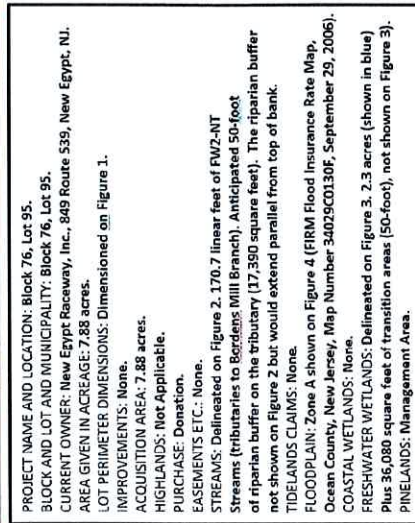 PROJECT NAME AND LOCATION: Block 76, Lot 95.
BLOCK AND LOT AND MUNICIPALITY: Block 76, Lot 95.
CURRENT OWNER: New Egypt Raceway, Inc., 849 Route 539, New Egypt, NJ.
AREA GIVEN IN ACREAGE: 7.88 acres.
LOT PERIMETER DIMENSIONS: Dimensioned on Figure 1.
IMPROVEMENTS: None.
ACQUISITION AREA: 7.88 acres.
HIGHLANDS: Not Applicable.
PURCHASE: Donation.
EASEMENTS ETC.: None.
STREAMS: Delineated on Figure 2. 170.7 linear feet of FW2-NT
Streams (tributaries to Bordens Mill Branch). Anticipated 50-foot
of riparian buffer on the tributary (17,390 square feet). The riparian buffer
not shown on Figure 2 but would extend parallel from top of bank.
TIDELANDS CLAIMS: None.
FLOODPLAIN: Zone A shown on Figure 4 (FIRM Flood Insurance Rate Map,
Ocean County, New Jersey, Map Number 34029C0130F, September 29, 2006).
COASTAL WETLANDS: None.
FRESHWATER WETLANDS: Delineated on Figure 3. 2.3 acres (shown in blue)
Plus 36,080 square feet of transition areas (50-foot), not shown on Figure 3).
PINELANDS: Management Area.